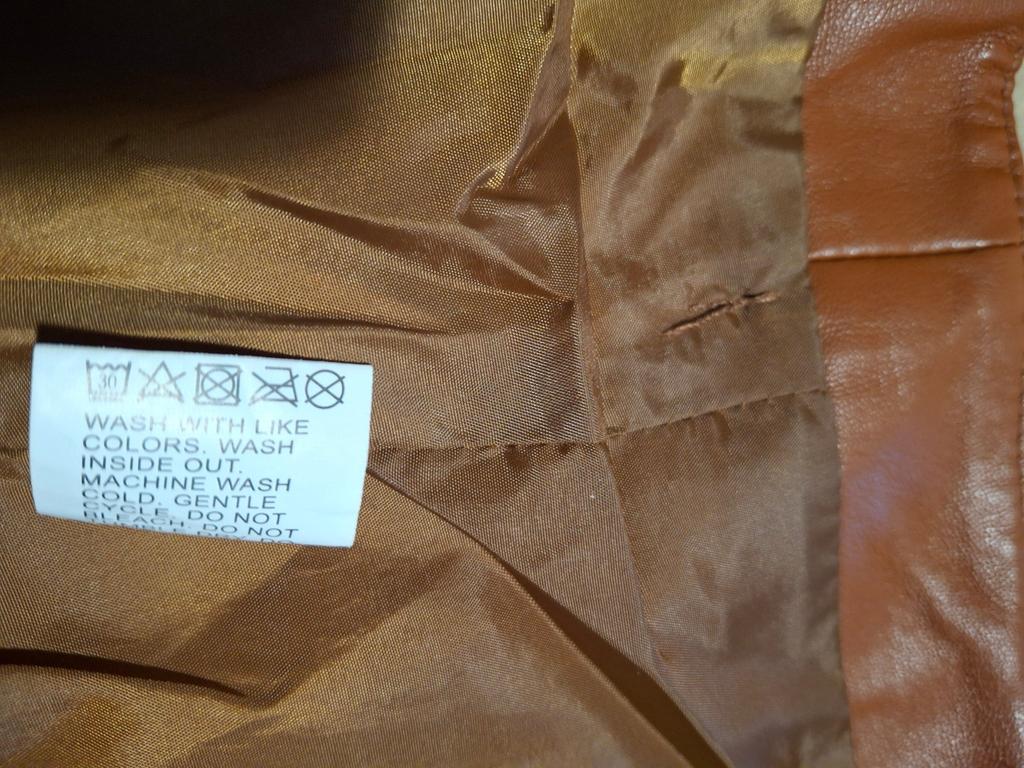 30
WASH WITH LIKE
COLORS. WASH
INSIDE OUT.
MACHINE WASH
COLD. GENTLE
CYCLE. DO NOT
BLEACH. DO NOT